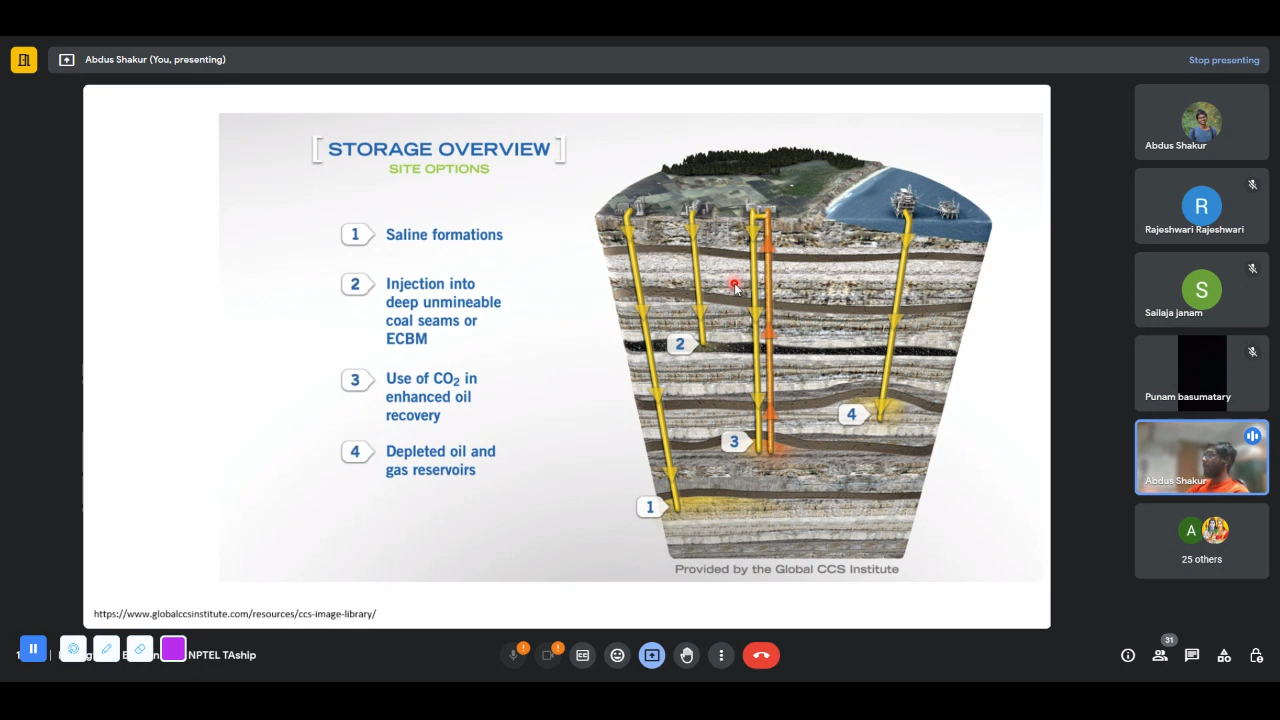 Abdus Shakur (You, presenting)
Stop presenting
[ STORAGE OVERVIEW ]
SITE OPTIONS
1 Saline formations
2 Injection into
deep unmineable
coal seams or
ECBM
3 Use of CO₂ in
enhanced oil
recovery
4 Depleted oil and
gas reservoirs
2
4
3
1
Provided by the Global CCS Institute
https://www.globalccsinstitute.com/resources/ccs-image-library/
Abdus Shakur
R
Rajeshwari Rajeshwari
S
Sailaja janam
Punam basumatary
Abdus Shakur
A
25 others
NPTEL TAship
31